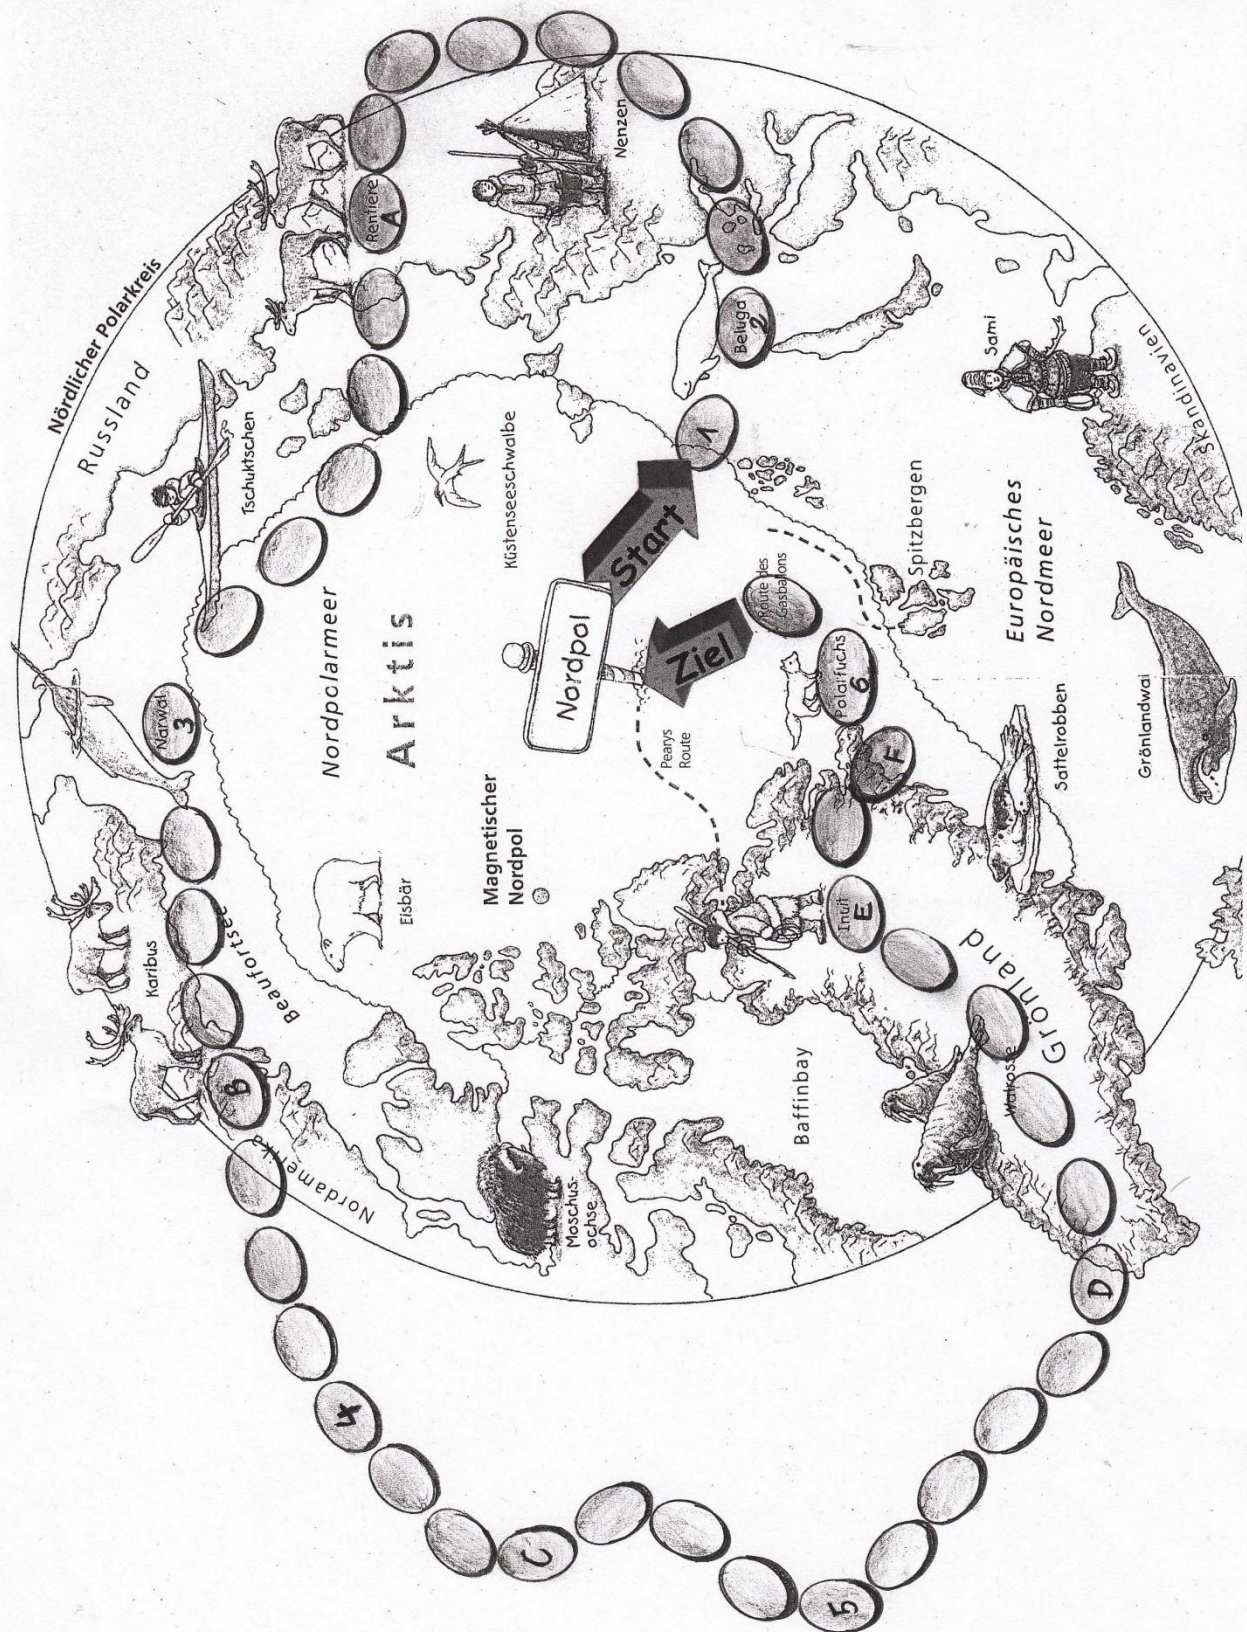 Nördlicher Polarkreis
Russland
Rentiere
A
Nenzen
Tschuktschen
Beluga
2
1
Küstenseeschwalbe
Sami
Skandinavien
Start
Nordpol
Ziel
Route des
Gasballons
Spitzbergen
Europäisches
Nordmeer
Narwal
3
Nordpolarmeer
Arktis
Pearys
Route
Polarfuchs
6
F
Sattelrobben
Grönlandwal
Magnetischer
Nordpol
Eisbär
Karibus
Beaufortsee
B
Nordamerika
Inuit
E
Grönland
Walrosse
Baffinbay
Moschus-
ochse
D
4
C
5